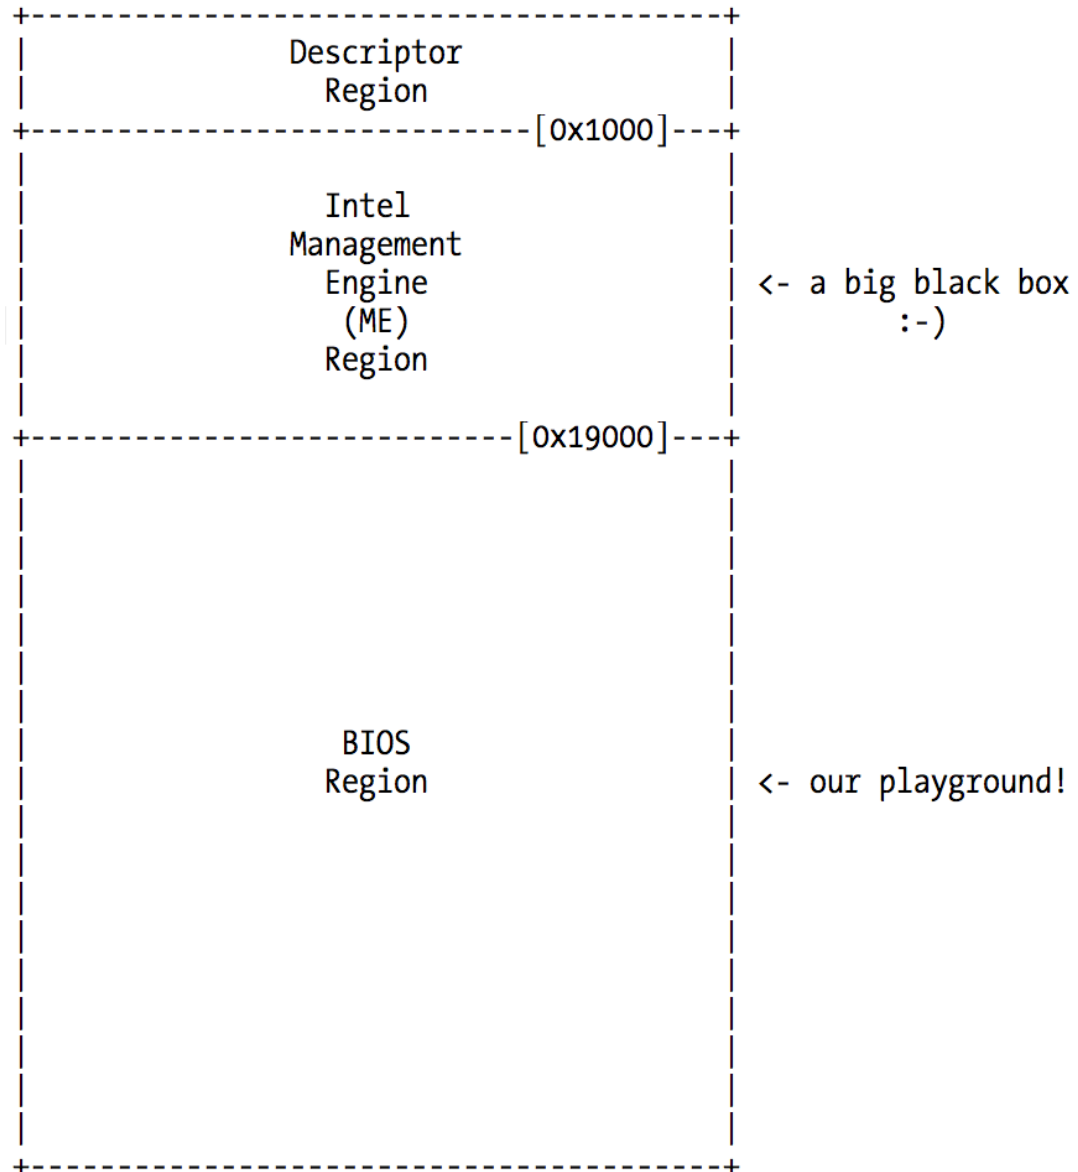 +-----------------------------------------+
| Descriptor |
| Region |
+-----------------------------[0x1000]---+
| |
| Intel |
| Management |
| Engine | <- a big black box
| (ME) | :-)
| Region |
| |
+----------------------------[0x19000]---+
| |
| |
| |
| |
| |
| |
| |
| BIOS |
| Region | <- our playground!
| |
| |
| |
| |
| |
| |
| |
| |
| |
+-----------------------------------------+